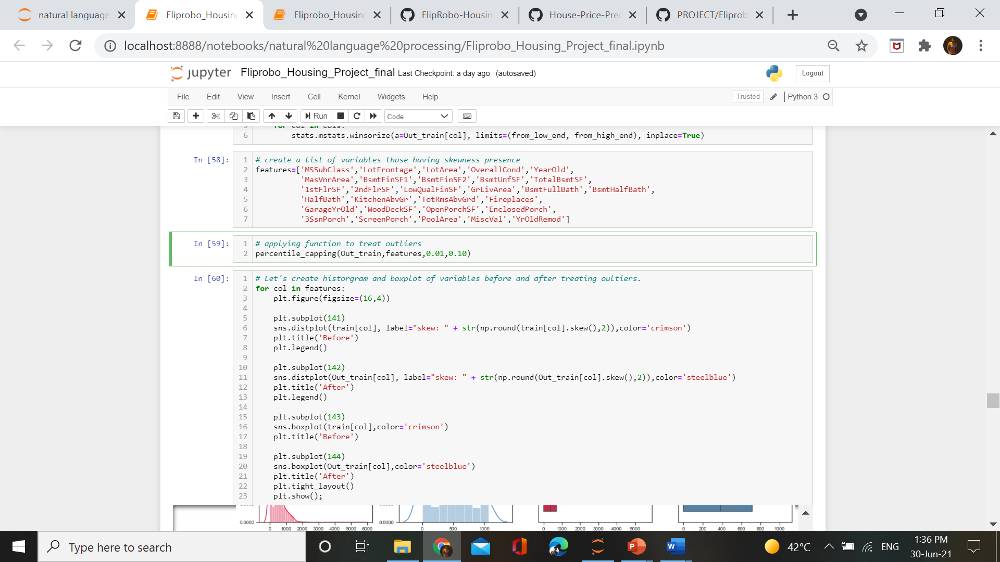 natural language
Fliprobo_Housing
Fliprobo_Housing
FlipRobo-Housin
House-Price-Pred
PROJECT/Fliprob
localhost:8888/notebooks/natural%20language%20processing/Fliprobo_Housing_Project_final.ipynb
jupyter Fliprobo_Housing_Project_final Last Checkpoint: a day ago (autosaved)
Logout
File Edit View Insert Cell Kernel Widgets Help
Trusted Python 3
Run Code
5 for col in cols:
6 stats.mstats.winsorize(a=Out_train[col], limits=(from_low_end, from_high_end), inplace=True)
In [58]:
1 # create a list of variables those having skewness presence
2 features=['MSSubClass','LotFrontage','LotArea','OverallCond','YearOld',
3 'MasVnrArea','BsmtFinSF1','BsmtFinSF2','BsmtUnfSF','TotalBsmtSF',
4 '1stFlrSF','2ndFlrSF','LowQualFinSF','GrLivArea','BsmtFullBath','BsmtHalfBath',
5 'HalfBath','KitchenAbvGr','TotRmsAbvGrd','Fireplaces',
6 'GarageYrOld','WoodDeckSF','OpenPorchSF','EnclosedPorch',
7 '3SsnPorch','ScreenPorch','PoolArea','MiscVal','YrOldRemod']
In [59]:
1 # applying function to treat outliers
2 percentile_capping(Out_train,features,0.01,0.10)
In [60]:
1 # Let's create historgram and boxplot of variables before and after treating oultiers.
2 for col in features:
3 plt.figure(figsize=(16,4))
4
5 plt.subplot(141)
6 sns.distplot(train[col], label="skew: " + str(np.round(train[col].skew(),2)),color='crimson')
7 plt.title('Before')
8 plt.legend()
9
10 plt.subplot(142)
11 sns.distplot(Out_train[col], label="skew: " + str(np.round(Out_train[col].skew(),2)),color='steelblue')
12 plt.title('After')
13 plt.legend()
14
15 plt.subplot(143)
16 sns.boxplot(train[col],color='crimson')
17 plt.title('Before')
18
19 plt.subplot(144)
20 sns.boxplot(Out_train[col],color='steelblue')
21 plt.title('After')
22 plt.tight_layout()
23 plt.show();
0.0000 0.0000
0 1000 2000 3000 4000 5000 6000 0 500 1000 0 1000 2000 3000 4000 5000 0 200 400 600 800 1000
Type here to search
42°C
ENG
1:36 PM
30-Jun-21